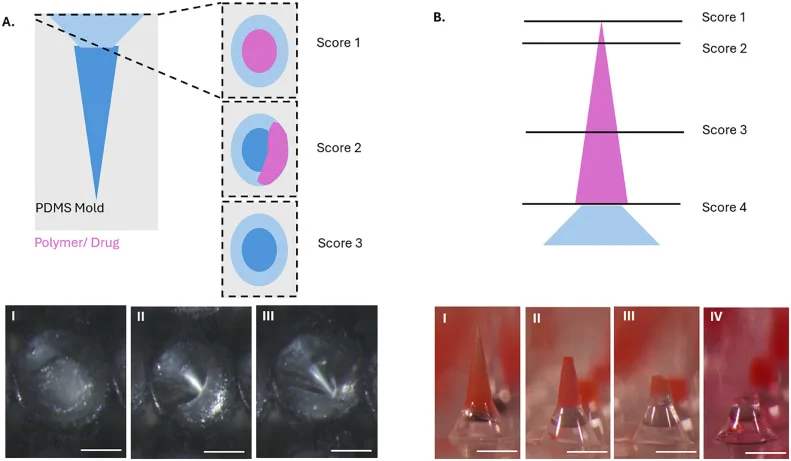 A.
Score 1
Score 2
Score 3
PDMS Mold
Polymer/ Drug
B.
Score 1
Score 2
Score 3
Score 4
I
II
III
I
II
III
IV